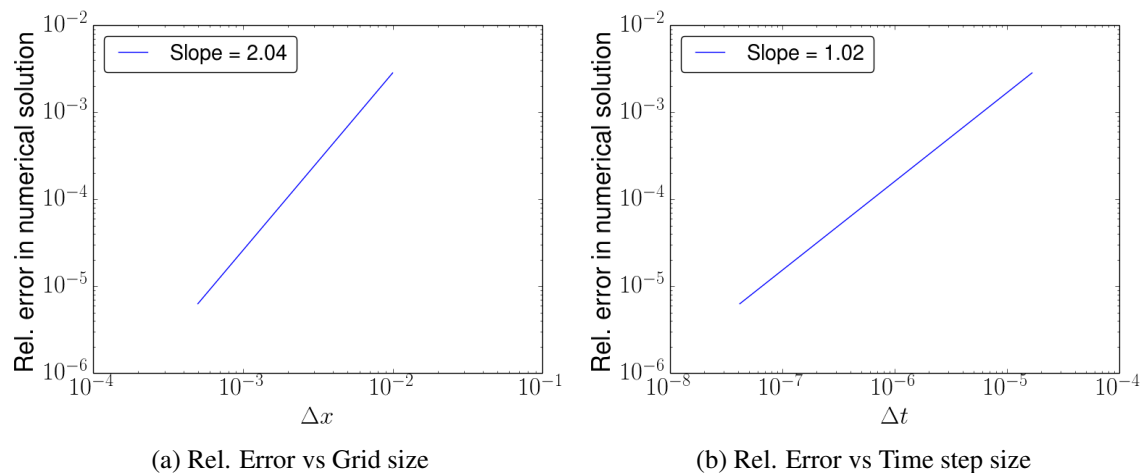 10^{-2}
10^{-3}
10^{-4}
10^{-5}
10^{-6}
Rel. error in numerical solution
Slope = 2.04
10^{-4} 10^{-3} 10^{-2} 10^{-1}
Δx
(a) Rel. Error vs Grid size
10^{-2}
10^{-3}
10^{-4}
10^{-5}
10^{-6}
Rel. error in numerical solution
Slope = 1.02
10^{-8} 10^{-7} 10^{-6} 10^{-5} 10^{-4}
Δt
(b) Rel. Error vs Time step size